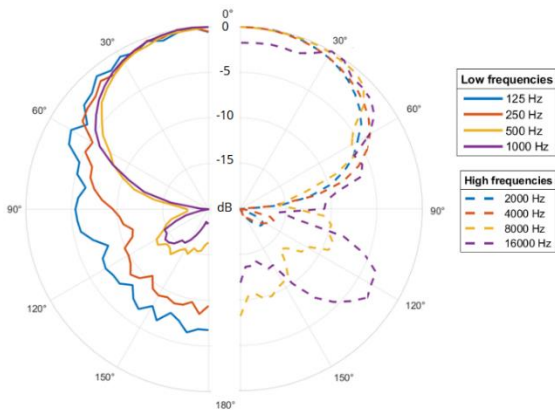 0°
0
30°
30°
-5
Low frequencies
125 Hz
250 Hz
500 Hz
1000 Hz
60°
-10
60°
-15
High frequencies
2000 Hz
4000 Hz
8000 Hz
16000 Hz
90°
dB
90°
120°
120°
150°
150°
180°